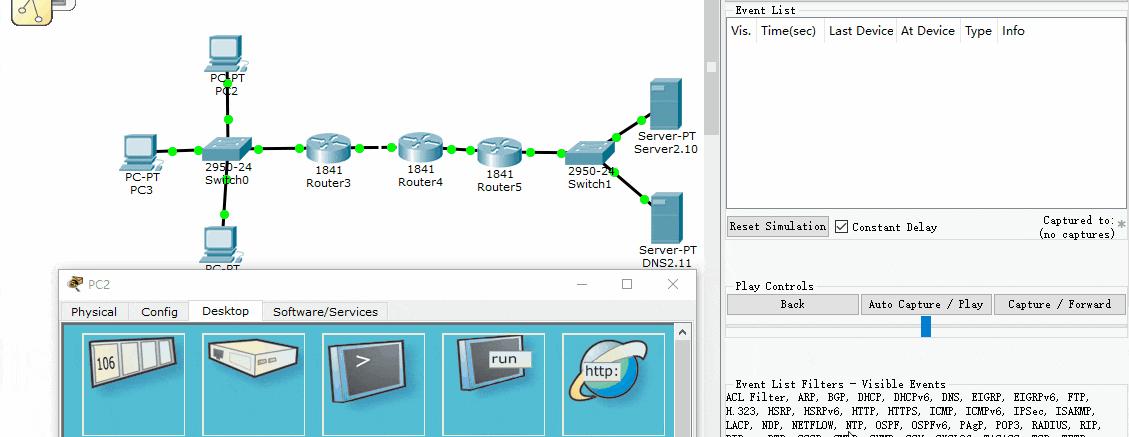 Event List
Vis. Time(sec) Last Device At Device Type Info
PC-PT
PC2
PC-PT
PC3
2950-24
Switch0
1841
Router3
1841
Router4
1841
Router5
2950-24
Switch1
Server-PT
Server2.10
Server-PT
DNS2.11
PC-PT
Reset Simulation Constant Delay
Captured to:
(no captures)
*
PC2
Physical Config Desktop Software/Services
106
>
run
http:
Play Controls
Back Auto Capture / Play Capture / Forward
Event List Filters - Visible Events
ACL Filter, ARP, BGP, DHCP, DHCPv6, DNS, EIGRP, EIGRPv6, FTP,
H.323, HSRP, HSRPv6, HTTP, HTTPS, ICMP, ICMPv6, IPSec, ISAKMP,
LACP, NDP, NETFLOW, NTP, OSPF, OSPFv6, PAgP, POP3, RADIUS, RIP,